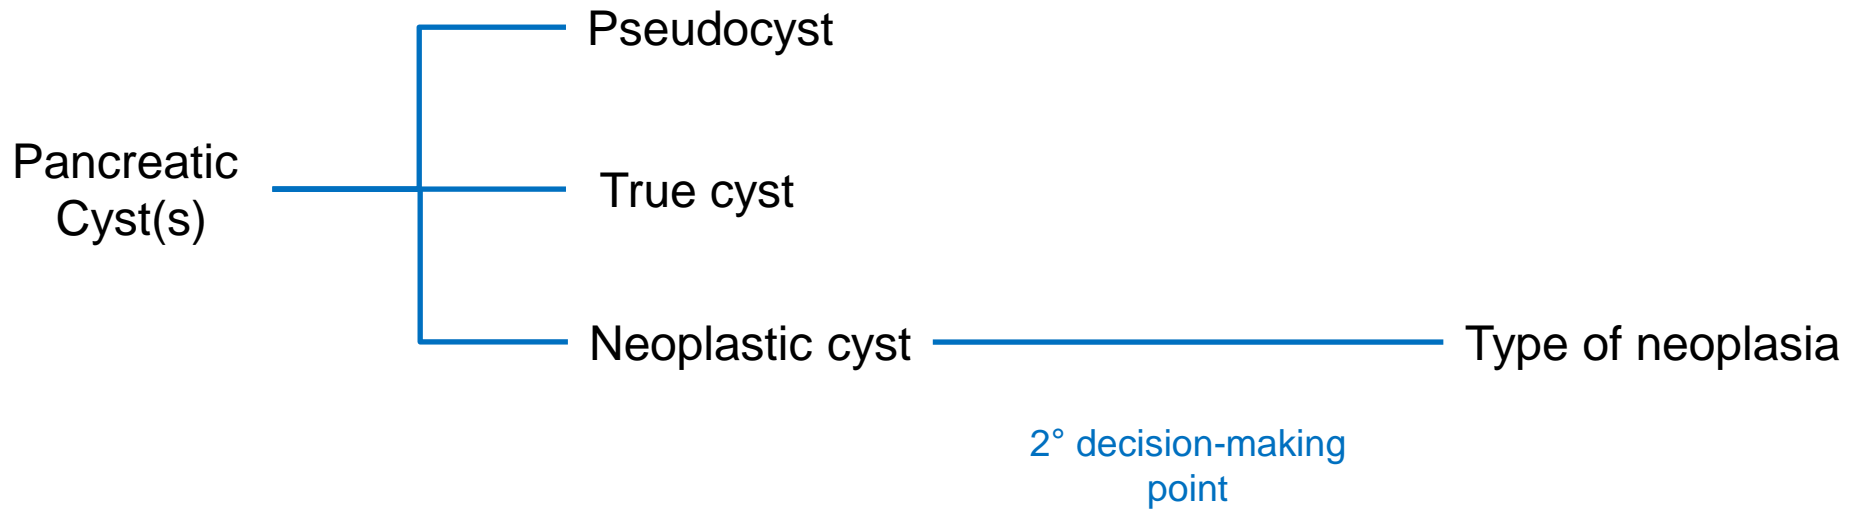 Pseudocyst
Pancreatic
Cyst(s)
True cyst
Neoplastic cyst
Type of neoplasia
2° decision-making
point